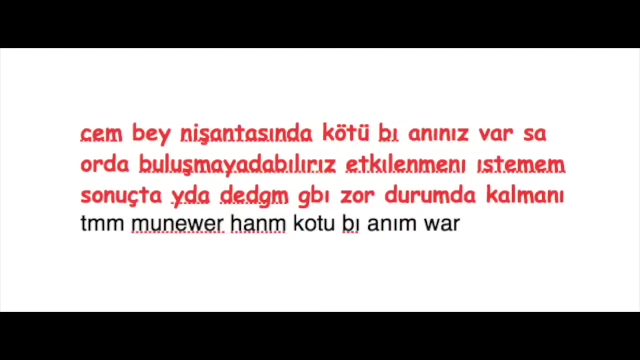 cem bey nişantasında kötü bı anınız var sa
orda buluşmayadabılırız etkılenmenı ıstemem
sonuçta yda dedgm gbı zor durumda kalmanı
tmm munewer hanm kotu bı anım war